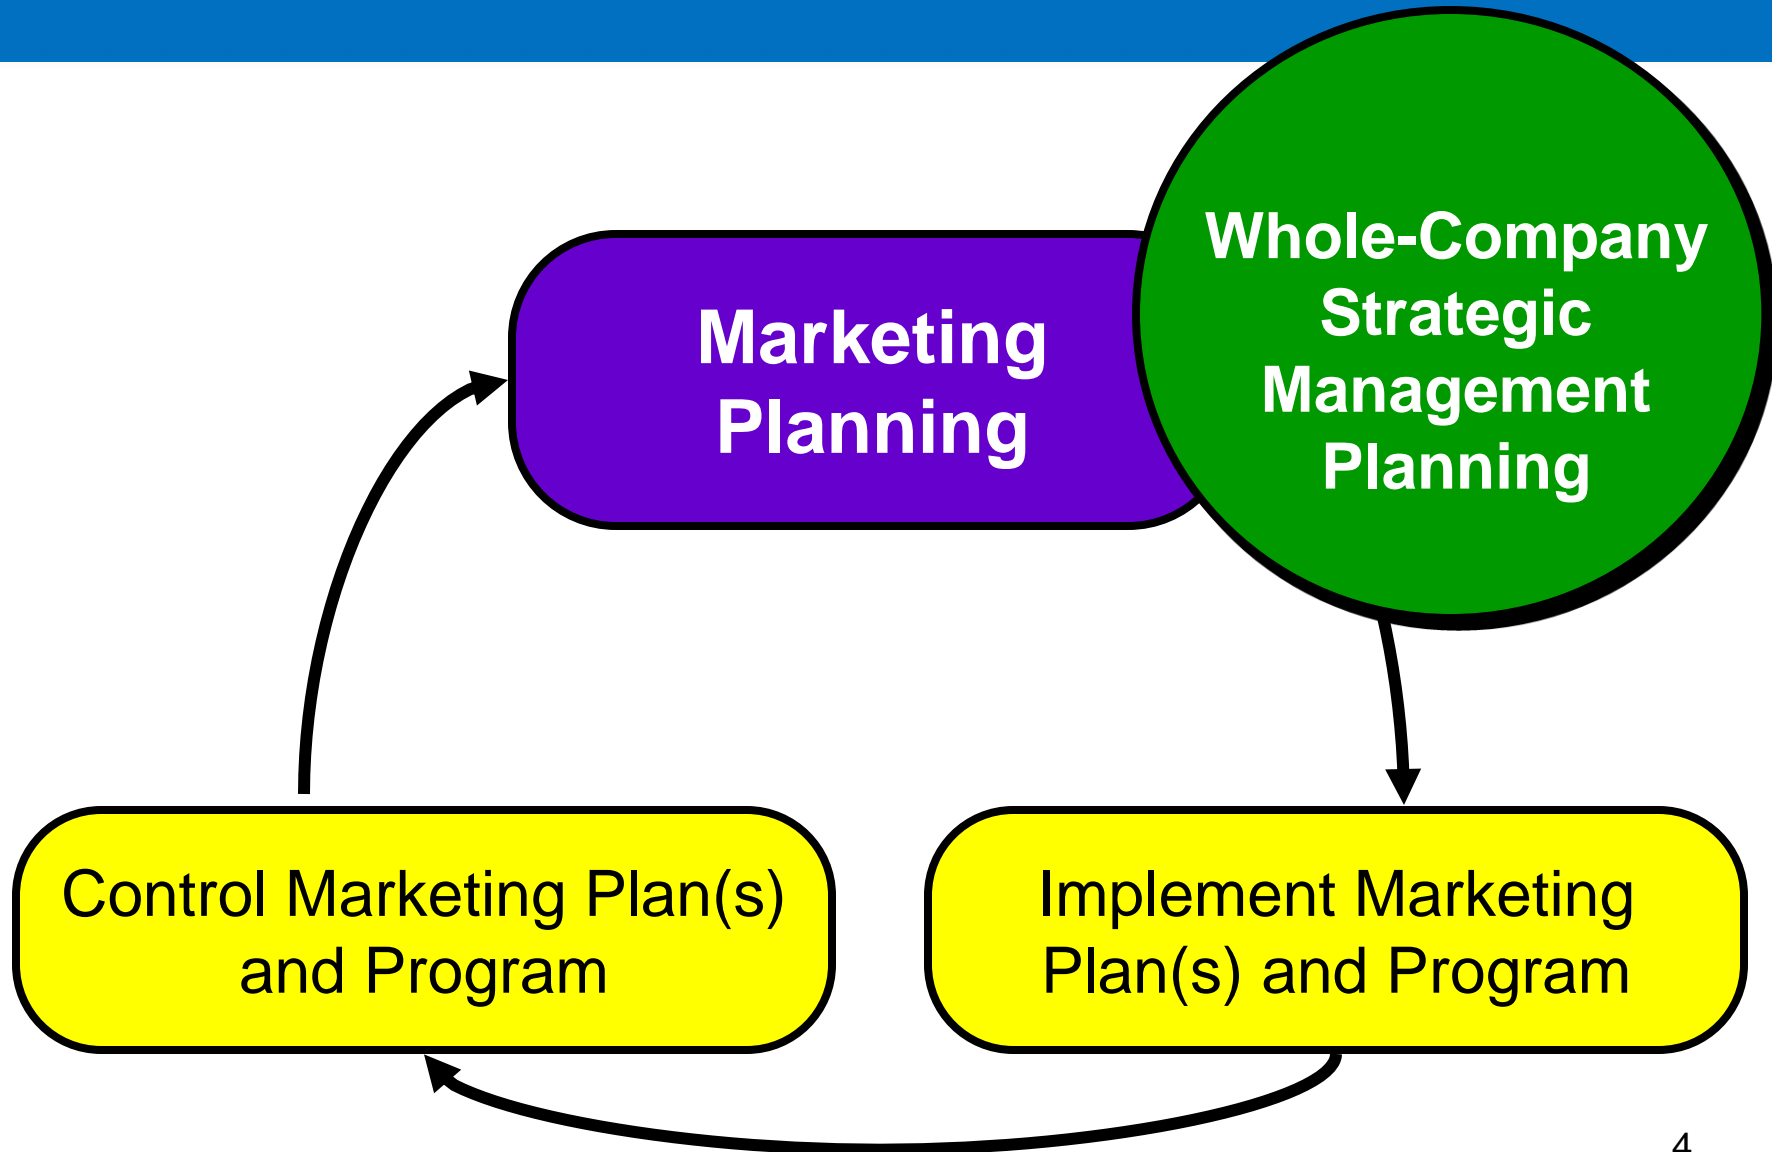 Whole-Company
Strategic
Management
Planning
Marketing
Planning
Control Marketing Plan(s)
and Program
Implement Marketing
Plan(s) and Program
4